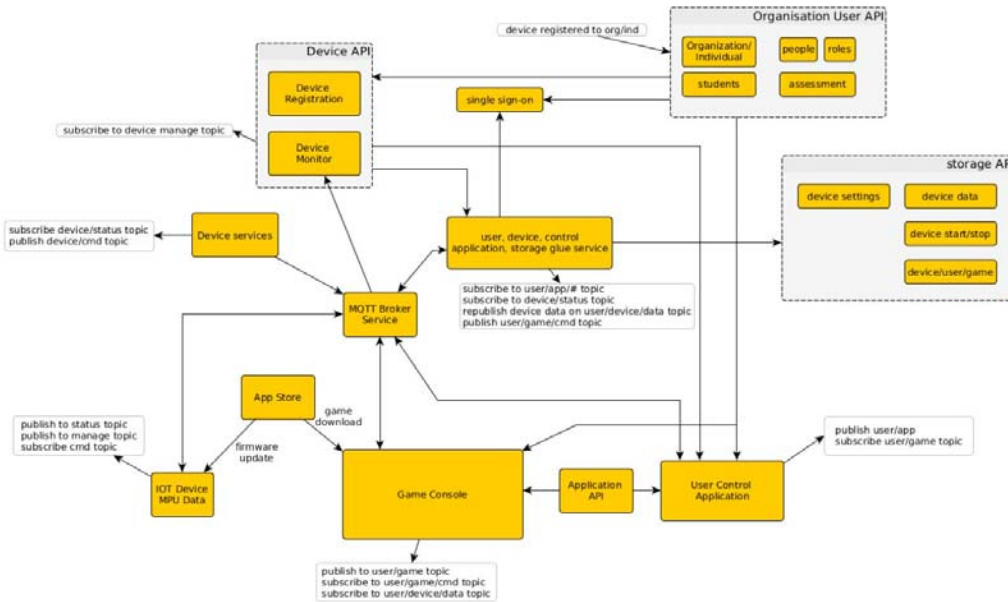 Organisation User API
device registered to org/ind
Organization/
Individual
people
roles
students
assessment
Device API
Device
Registration
single sign-on
subscribe to device manage topic
Device
Monitor
storage AP
device settings
device data
device start/stop
device/user/game
subscribe device/status topic
publish device/cmd topic
Device services
user, device, control
application, storage glue service
subscribe to user/app/# topic
subscribe to device/status topic
republish device data on user/device/data topic
publish user/game/cmd topic
MQTT Broker
Service
App Store
game
download
firmware
update
publish to status topic
publish to manage topic
subscribe cmd topic
publish user/app
subscribe user/game topic
IOT Device
MPU Data
Game Console
Application
API
User Control
Application
publish to user/game topic
subscribe to user/game/cmd topic
subscribe to user/device/data topic